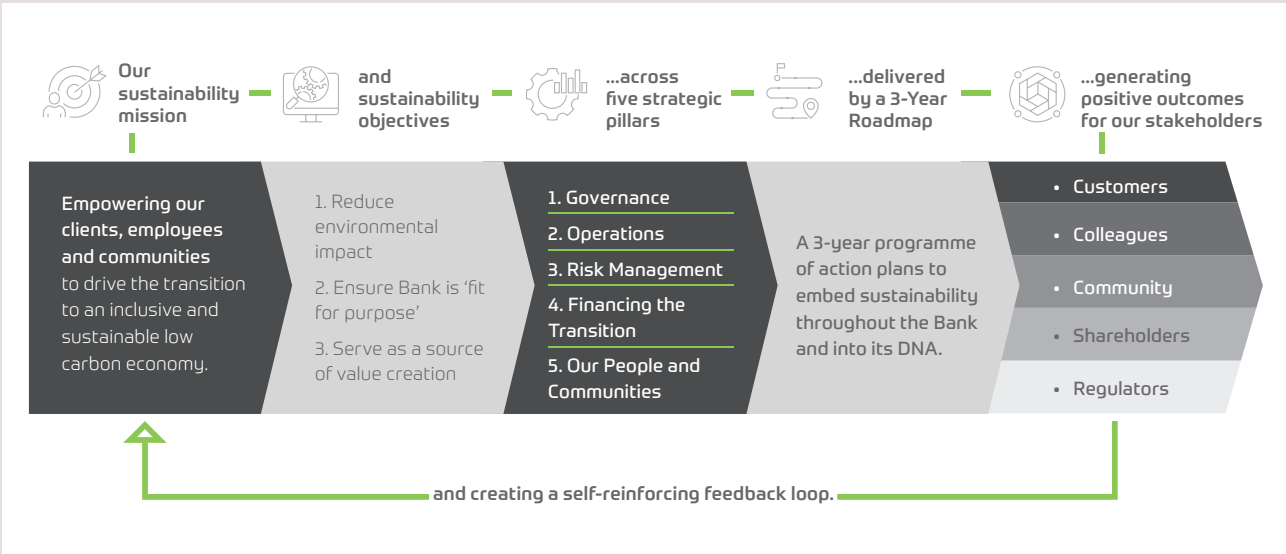 Our
sustainability
mission
and
sustainability
objectives
...across
five strategic
pillars
...delivered
by a 3-Year
Roadmap
...generating
positive outcomes
for our stakeholders
Empowering our
clients, employees
and communities
to drive the transition
to an inclusive and
sustainable low
carbon economy.
1. Reduce
environmental
impact
2. Ensure Bank is ‘fit
for purpose’
3. Serve as a source
of value creation
1. Governance
2. Operations
3. Risk Management
4. Financing the
Transition
5. Our People and
Communities
A 3-year programme
of action plans to
embed sustainability
throughout the Bank
and into its DNA.
• Customers
• Colleagues
• Community
• Shareholders
• Regulators
and creating a self-reinforcing feedback loop.